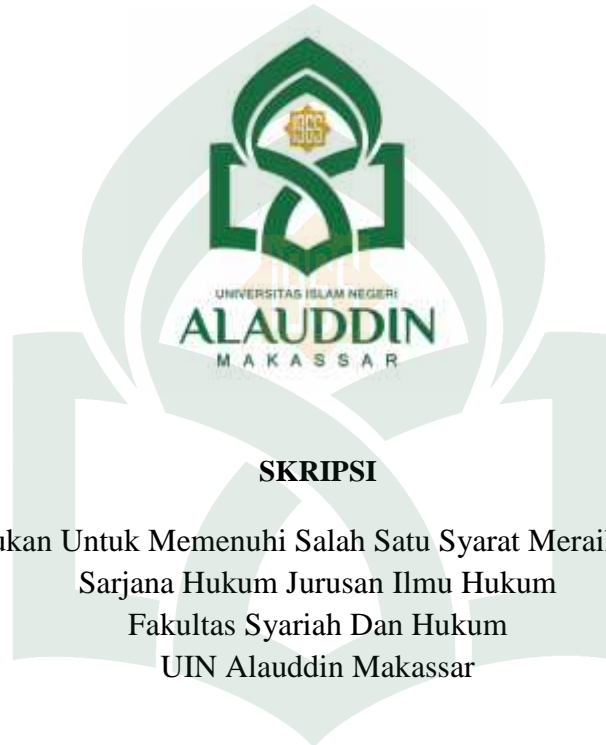 1965
UNIVERSITAS ISLAM NEGERI
ALAUDDIN
MAKASSAR
SKRIPSI
Untuk Memenuhi Salah Satu Syarat
Sarjana Hukum Jurusan Ilmu Hukum
Fakultas Syariah Dan Hukum
UIN Alauddin Makassar